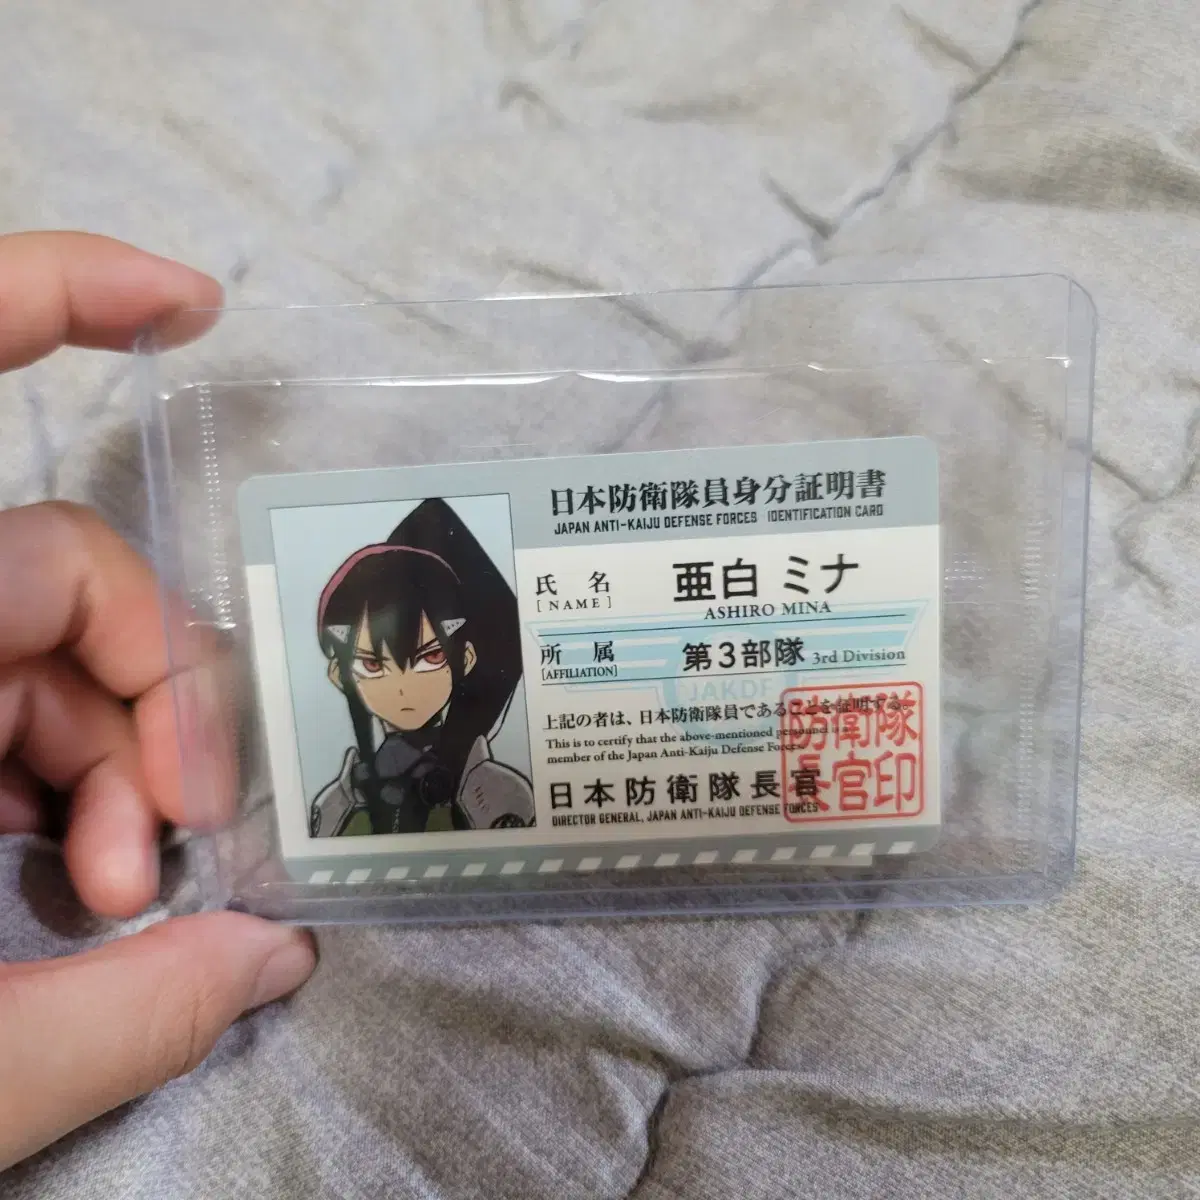 日本防衛隊員身分証明書
JAPAN ANTI-KAIJU DEFENSE FORCES IDENTIFICATION CARD
氏 名 亜白 ミナ
[NAME] ASHIRO MINA
所 属 第3部隊 3rd Division
[AFFILIATION]
JAKDF
上記の者は、日本防衛隊員であることを証明する。
This is to certify that the above-mentioned personnel is a
member of the Japan Anti-Kaiju Defense Forces.
日本防衛隊長官
DIRECTOR GENERAL, JAPAN ANTI-KAIJU DEFENSE FORCES
防衛隊
長官印